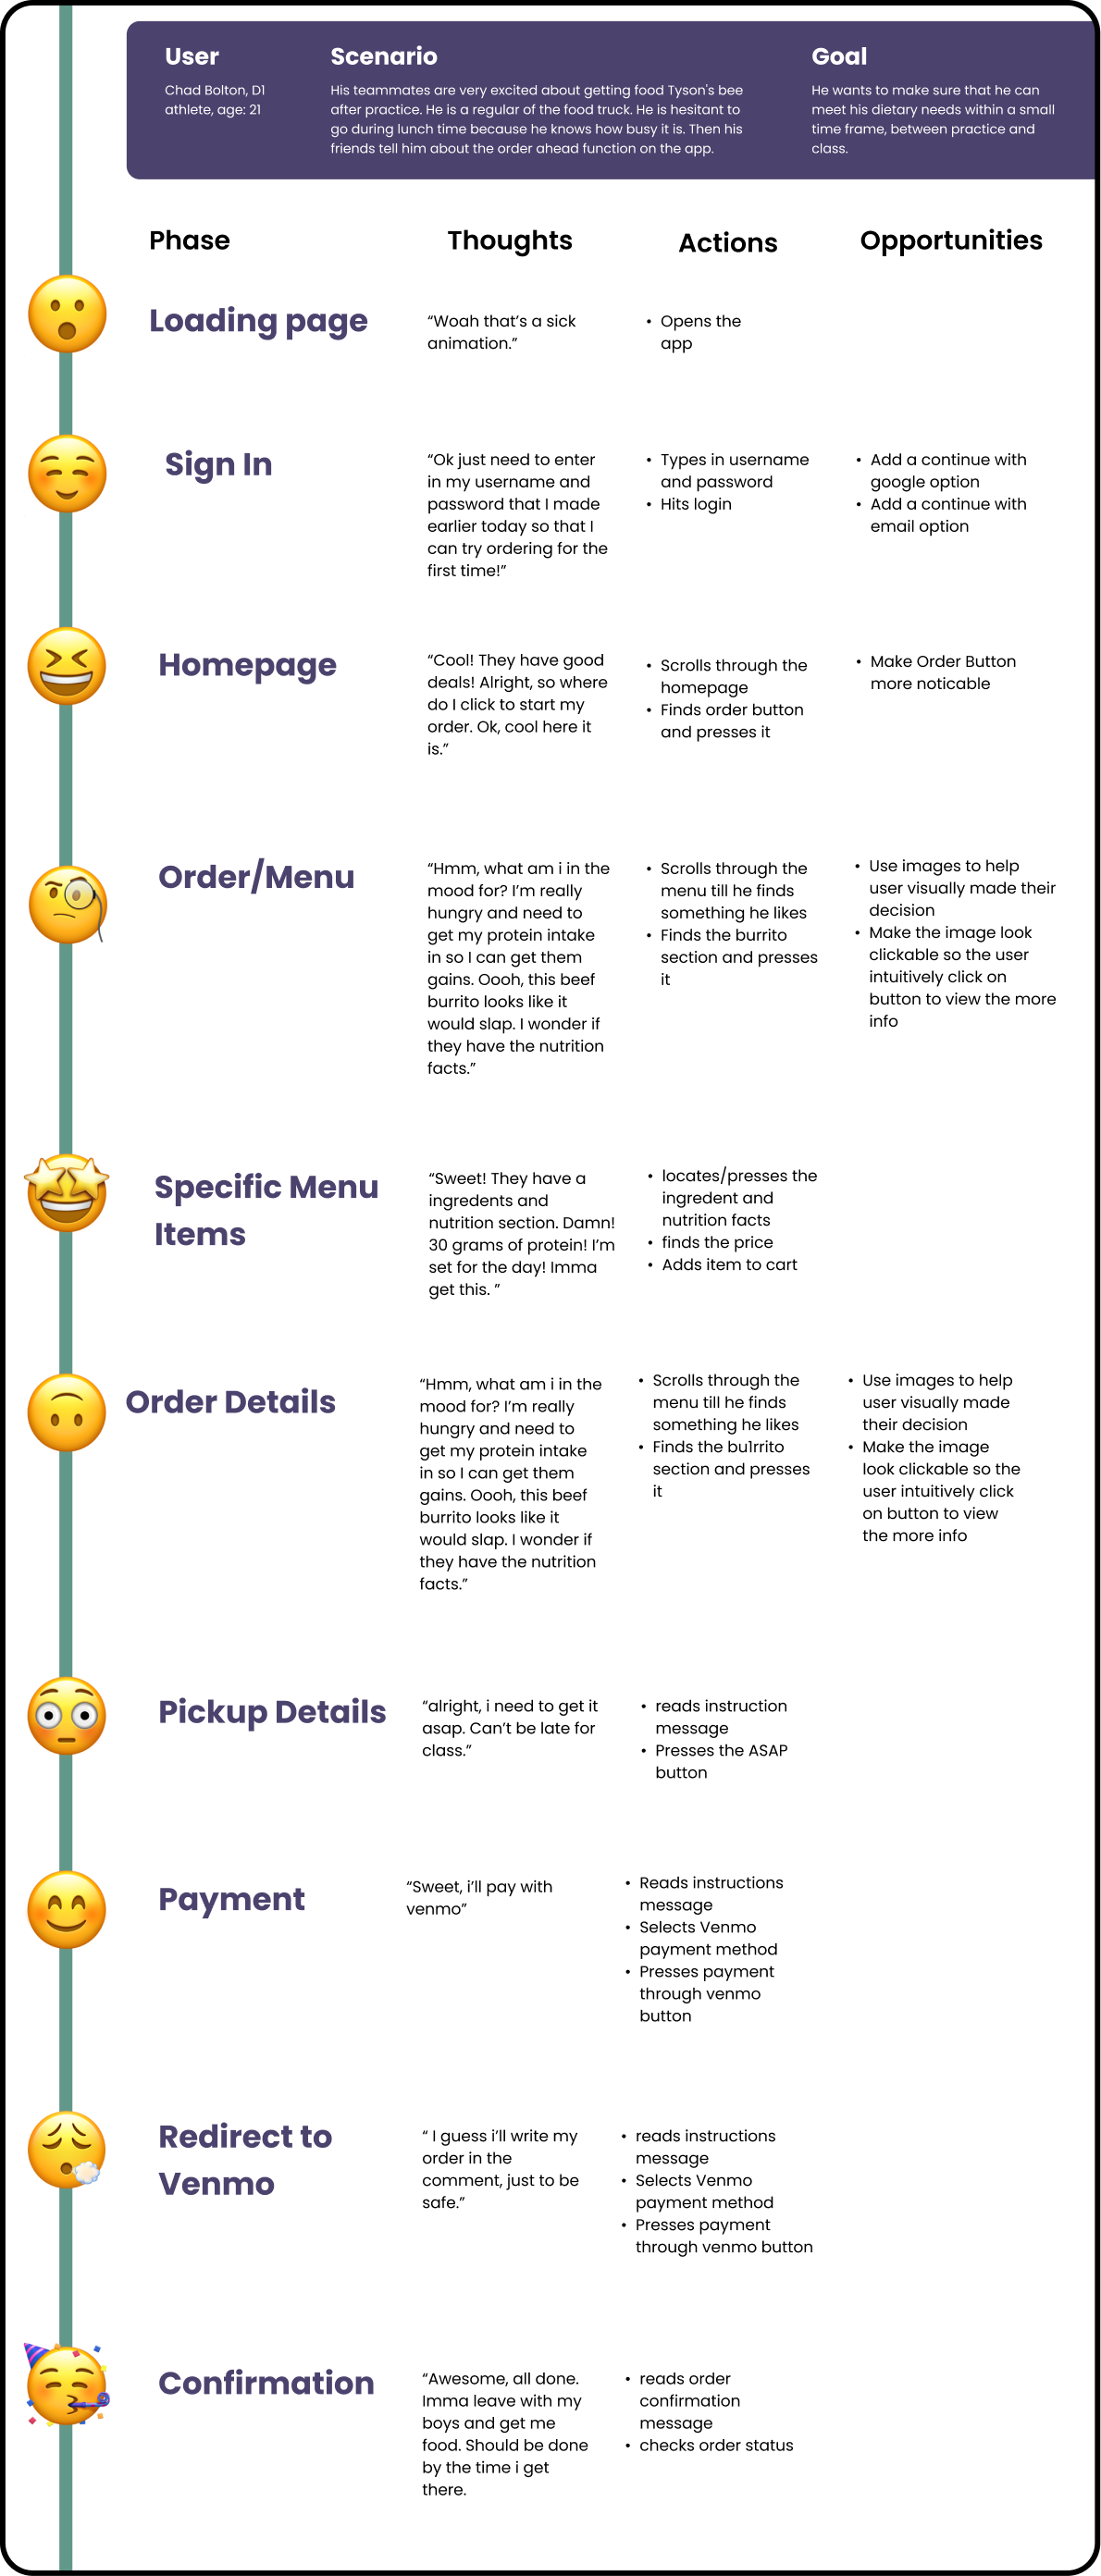 User
Chad Bolton, D1
athlete, age: 21
Scenario
His teammates are very excited about getting food Tyson's bee
after practice. He is a regular of the food truck. He is hesitant to
go during lunch time because he knows how busy it is. Then his
friends tell him about the order ahead function on the app.
Goal
He wants to make sure that he can
meet his dietary needs within a small
time frame, between practice and
class.
Phase
Thoughts
Actions
Opportunities
Loading page
“Woah that’s a sick
animation.”
• Opens the
app
Sign In
“Ok just need to enter
in my username and
password that I made
earlier today so that I
can try ordering for the
first time!”
• Types in username
and password
• Hits login
• Add a continue with
google option
• Add a continue with
email option
Homepage
“Cool! They have good
deals! Alright, so where
do I click to start my
order. Ok, cool here it
is.”
• Scrolls through the
homepage
• Finds order button
and presses it
• Make Order Button
more noticable
Order/Menu
“Hmm, what am i in the
mood for? I’m really
hungry and need to
get my protein intake
in so I can get them
gains. Oooh, this beef
burrito looks like it
would slap. I wonder if
they have the nutrition
facts.”
• Scrolls through the
menu till he finds
something he likes
• Finds the burrito
section and presses
it
• Use images to help
user visually made their
decision
• Make the image look
clickable so the user
intuitively click on
button to view the more
info
Specific Menu
Items
“Sweet! They have a
ingredents and
nutrition section. Damn!
30 grams of protein! I’m
set for the day! Imma
get this. ”
• locates/presses the
ingredent and
nutrition facts
• finds the price
• Adds item to cart
Order Details
“Hmm, what am i in the
mood for? I’m really
hungry and need to
get my protein intake
in so I can get them
gains. Oooh, this beef
burrito looks like it
would slap. I wonder if
they have the nutrition
facts.”
• Scrolls through the
menu till he finds
something he likes
• Finds the bu1rrito
section and presses
it
• Use images to help
user visually made
their decision
• Make the image
look clickable so the
user intuitively click
on button to view
the more info
Pickup Details
“alright, i need to get it
asap. Can’t be late for
class.”
• reads instruction
message
• Presses the ASAP
button
Payment
“Sweet, i’ll pay with
venmo”
• Reads instructions
message
• Selects Venmo
payment method
• Presses payment
through venmo
button
Redirect to
Venmo
“ I guess i’ll write my
order in the
comment, just to be
safe.”
• reads instructions
message
• Selects Venmo
payment method
• Presses payment
through venmo button
Confirmation
“Awesome, all done.
Imma leave with my
boys and get me
food. Should be done
by the time i get
there.
• reads order
confirmation
message
• checks order status